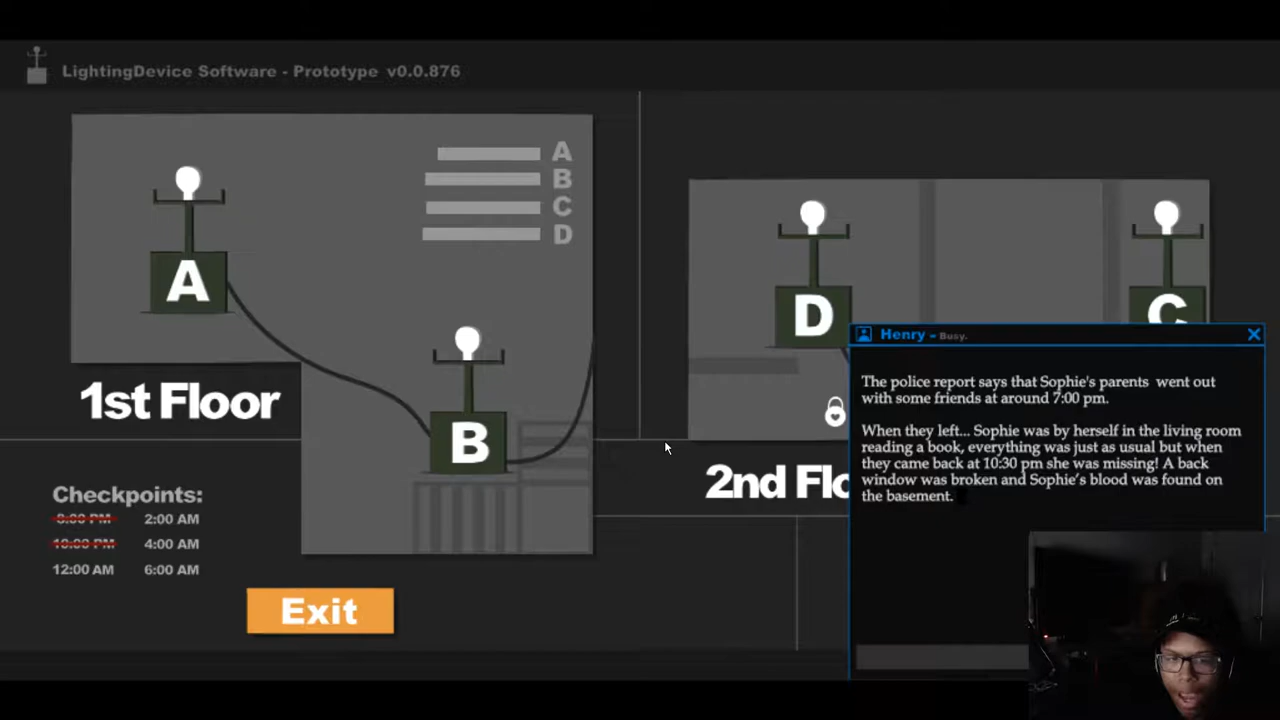 LightingDevice Software - Prototype v0.0.876
A
B
C
D
A
B
1st Floor
D
C
2nd Flo
Checkpoints:
8:00 PM 2:00 AM
10:00 PM 4:00 AM
12:00 AM 6:00 AM
Exit
Henry - Busy.
The police report says that Sophie's parents went out
with some friends at around 7:00 pm.
When they left... Sophie was by herself in the living room
reading a book, everything was just as usual but when
they came back at 10:30 pm she was missing! A back
window was broken and Sophie's blood was found on
the basement.